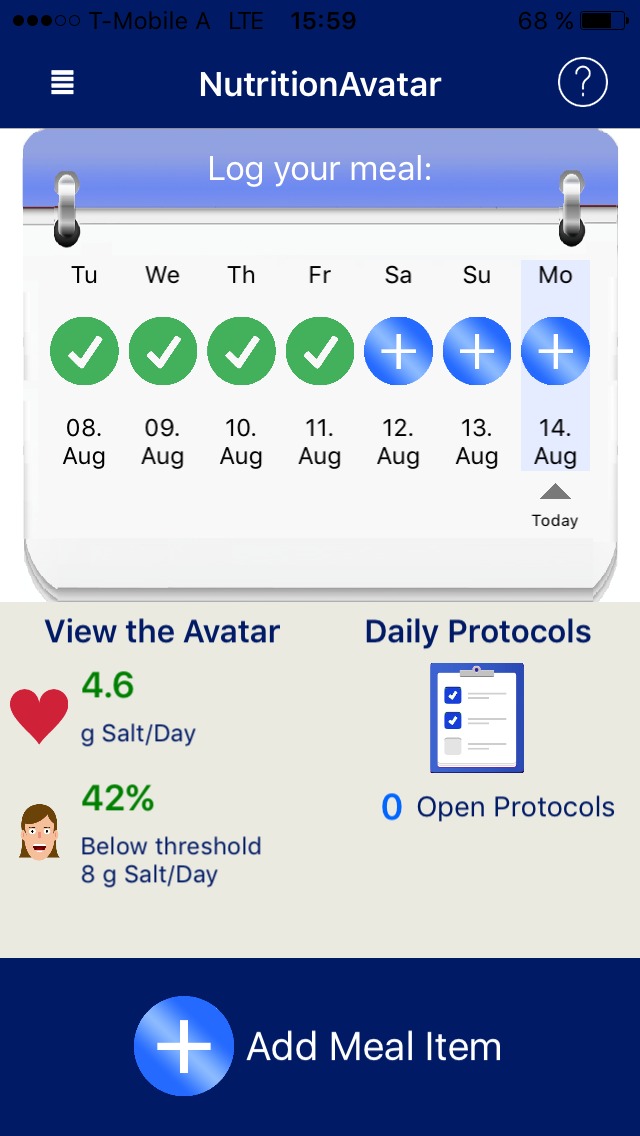 T-Mobile A LTE 15:59 68 %
NutritionAvatar ?
Log your meal:
Tu We Th Fr Sa Su Mo
08. 09. 10. 11. 12. 13. 14.
Aug Aug Aug Aug Aug Aug Aug
Today
View the Avatar
4.6
g Salt/Day
42%
Below threshold
8 g Salt/Day
Daily Protocols
0 Open Protocols
Add Meal Item